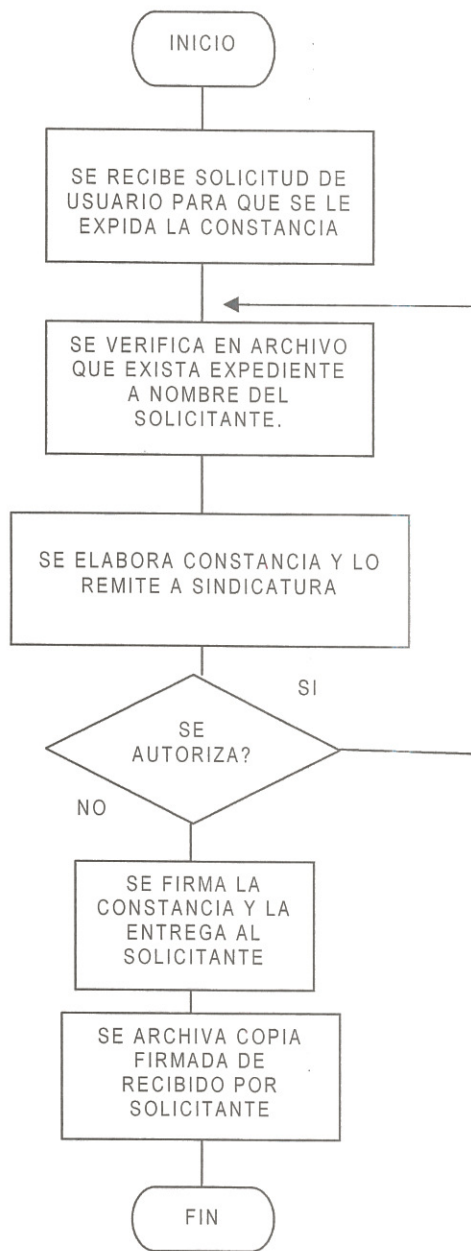 INICIO
SE RECIBE SOLICITUD DE
USUARIO PARA QUE SE LE
EXPIDA LA CONSTANCIA
SE VERIFICA EN ARCHIVO
QUE EXISTA EXPEDIENTE
A NOMBRE DEL
SOLICITANTE.
SE ELABORA CONSTANCIA Y LO
REMITE A SINDICATURA
SI
SE
AUTORIZA?
NO
SE FIRMA LA
CONSTANCIA Y LA
ENTREGA AL
SOLICITANTE
SE ARCHIVA COPIA
FIRMADA DE
RECIBIDO POR
SOLICITANTE
FIN